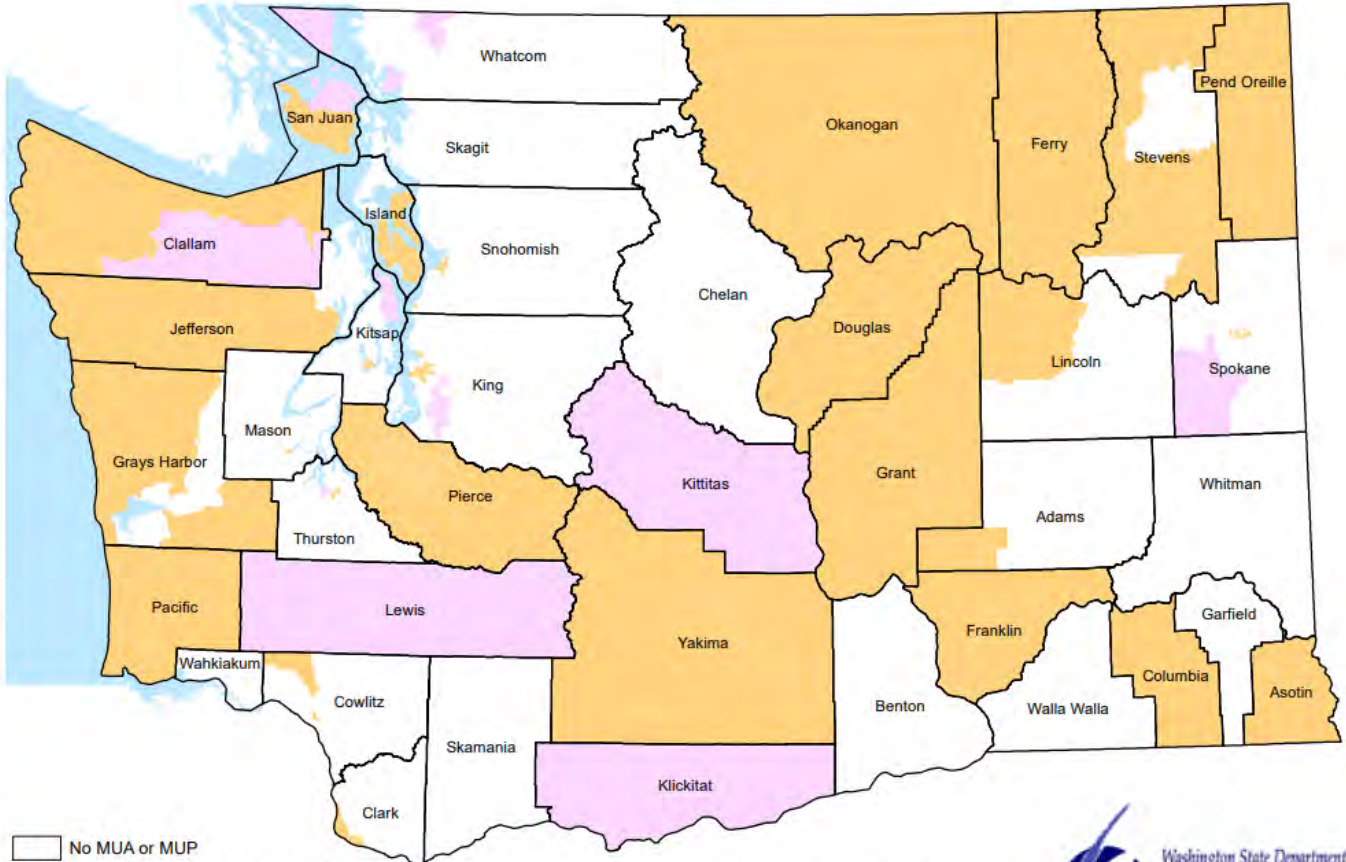 Whatcom
Pend Oreille
San Juan
Okanogan
Skagit
Ferry
Stevens
Island
Clallam
Snohomish
Chelan
Jefferson
Douglas
Kitsap
Lincoln
Spokane
King
Mason
Grays Harbor
Grant
Kittitas
Whitman
Pierce
Adams
Thurston
Pacific
Lewis
Garfield
Franklin
Yakima
Wahkiakum
Columbia
Asotin
Cowlitz
Benton
Walla Walla
Skamania
Klickitat
Clark
No MUA or MUP
Washington State Department